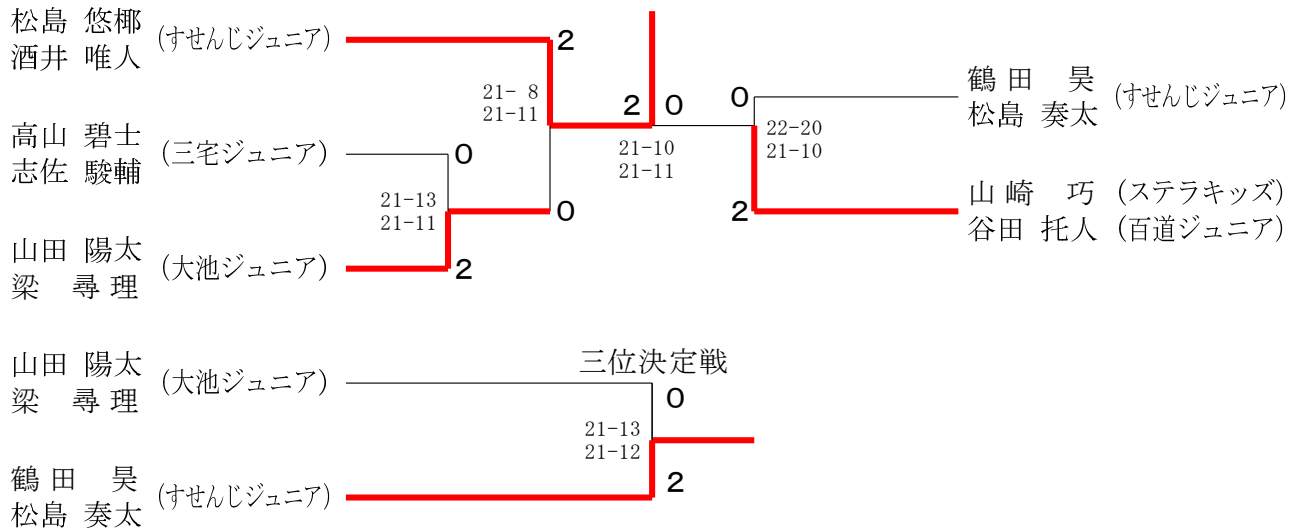 松島 悠椰 (すせんじジュニア)
酒井 唯人
2
21- 8
21-11
高山 碧士 (三宅ジュニア)
志佐 駿輔
0
21-13
21-11
0
山田 陽太 (大池ジュニア)
梁 尋理
2
2 0
21-10
21-11
0
22-20
21-10
2
鶴田 昊 (すせんじジュニア)
松島 奏太
山崎 巧 (ステラキッズ)
谷田 托人 (百道ジュニア)
三位決定戦
山田 陽太 (大池ジュニア)
梁 尋理
0
21-13
21-12
鶴田 昊 (すせんじジュニア)
松島 奏太
2